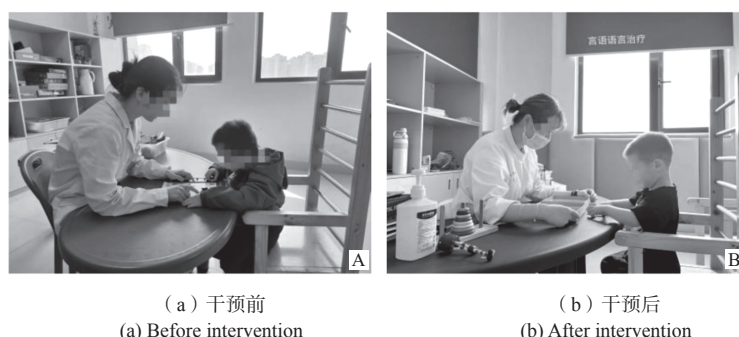 言语语言治疗
A
B
（a）干预前
(a) Before intervention
（b）干预后
(b) After intervention